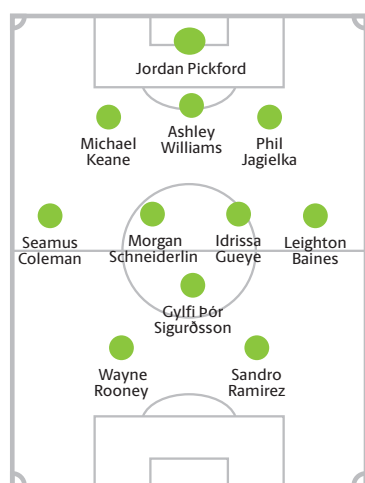 Jordan Pickford
Ashley
Williams
Michael
Keane
Phil
Jagielka
Seamus
Coleman
Morgan
Schneiderlin
Idrissa
Gueye
Leighton
Baines
Gylfi Þór
Sigurðsson
Wayne
Rooney
Sandro
Ramirez